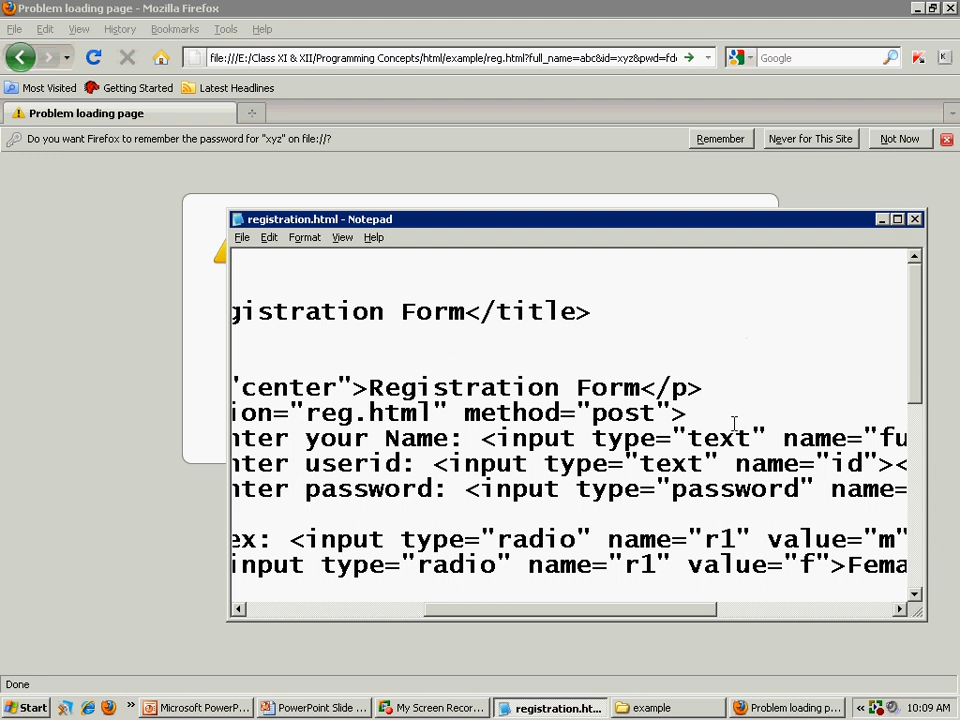 Problem loading page - Mozilla Firefox
File Edit View History Bookmarks Tools Help
file:///E:/Class XI & XII/Programming Concepts/html/example/reg.html?full_name=abc&id=xyz&pwd=fd
Google
Most Visited Getting Started Latest Headlines
Problem loading page
Do you want Firefox to remember the password for "xyz" on file://? Remember Never for This Site Not Now
registration.html - Notepad
File Edit Format View Help
gistration Form</title>
"center">Registration Form</p>
ion="reg.html" method="post">
nter your Name: <input type="text" name="fu
nter userid: <input type="text" name="id"><
nter password: <input type="password" name=
ex: <input type="radio" name="r1" value="m"
input type="radio" name="r1" value="f">Fema
Done
Start Microsoft PowerP... PowerPoint Slide ... My Screen Recor... registration.ht... example Problem loading p... 10:09 AM